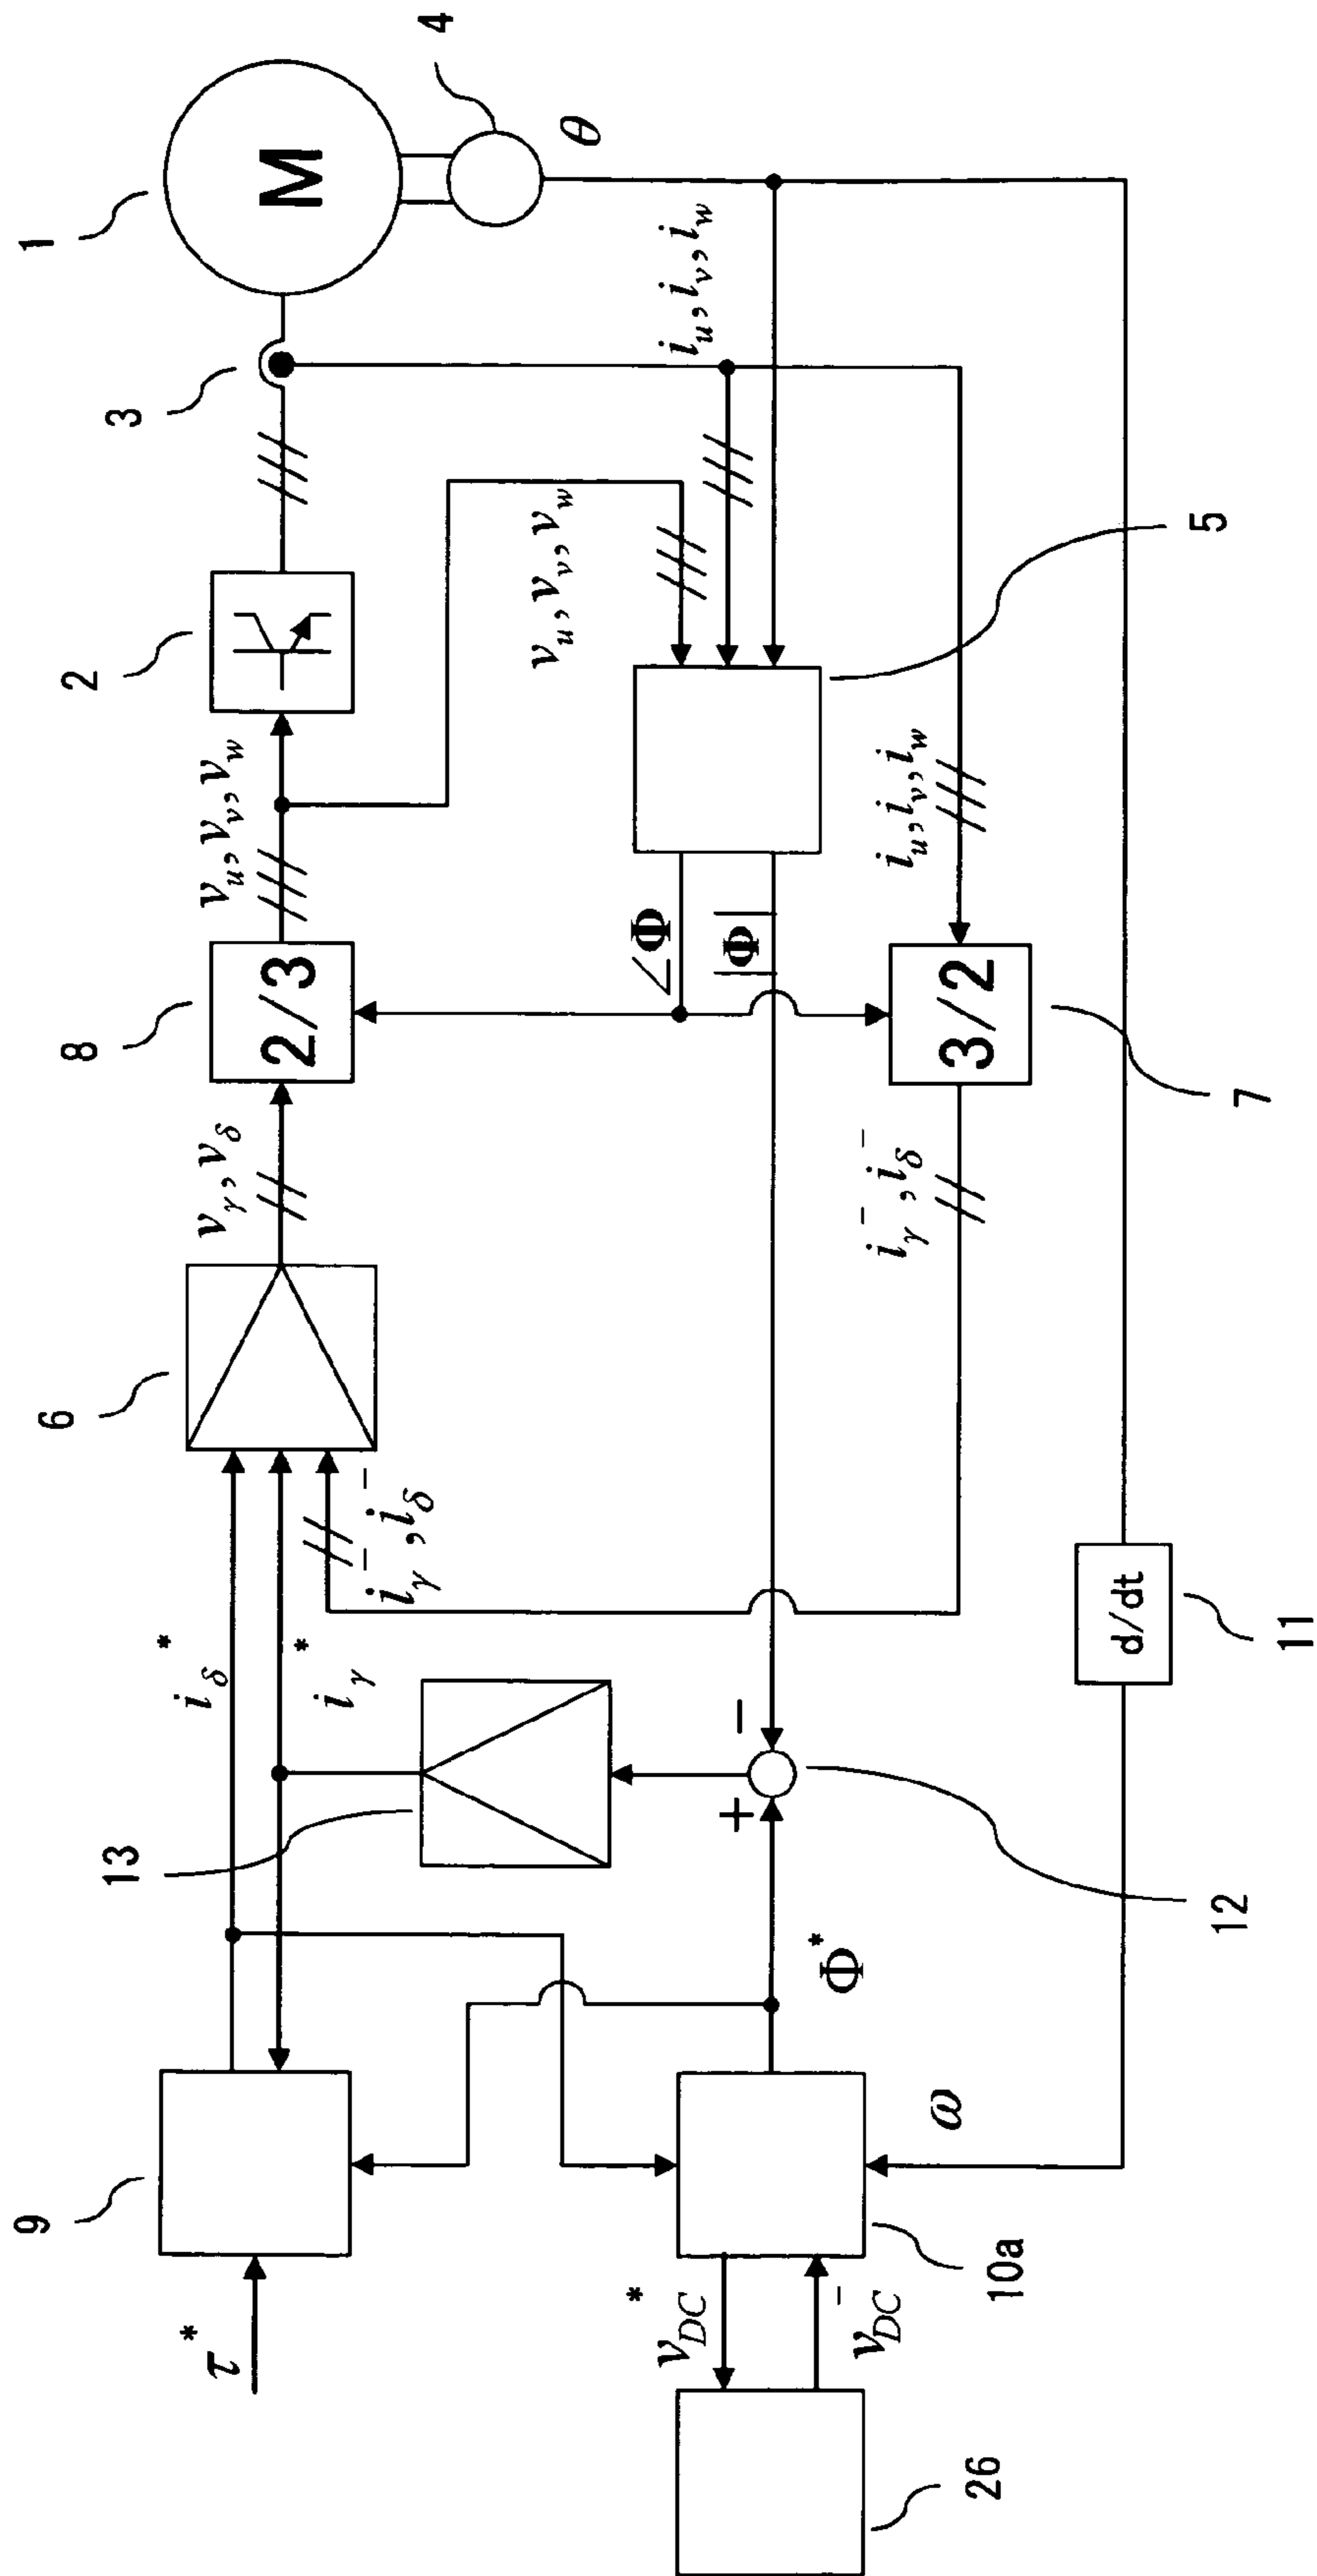 1
M
4
θ
3
2
v_u, v_v, v_w
8
2/3
v_γ, v_δ
6
i_δ^*
i_γ^*
i_γ^-, i_δ^-
13
9
τ^*
v_u, v_v, v_w
i_u, i_v, i_w
5
∠Φ
|Φ|
i_u, i_v, i_w
3/2
7
i_γ^-, i_δ^-
-
+
12
Φ^*
d/dt
11
ω
10a
v_DC^*
v_DC^-
26